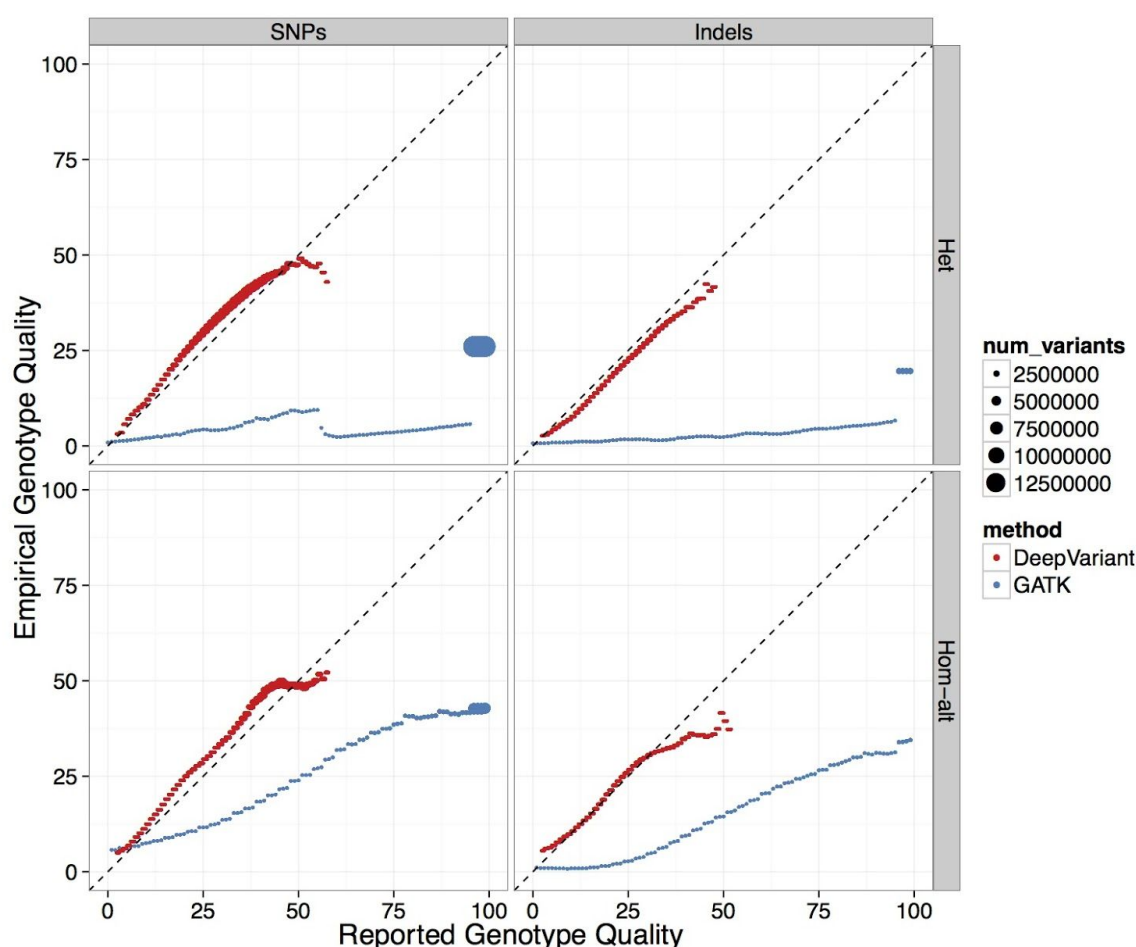 SNPs
Indels
100
75
50
25
0
Het
100
75
50
25
0
Hom-alt
0
25
50
75
100
0
25
50
75
100
Empirical Genotype Quality
Reported Genotype Quality
num_variants
2500000
5000000
7500000
10000000
12500000
method
DeepVariant
GATK